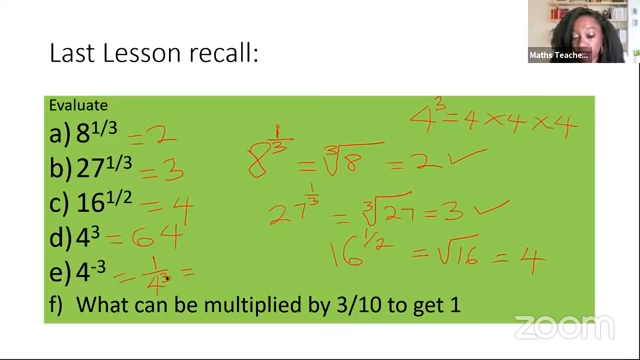 Last Lesson recall:
Maths Teache...
Evaluate
a) 8^1/3 = 2
b) 27^1/3 = 3
c) 16^1/2 = 4
d) 4^3 = 64
e) 4^-3 = 1/4^3 =
f) What can be multiplied by 3/10 to get 1
4^3 = 4 × 4 × 4
8^1/3 = ∛8 = 2 ✓
27^1/3 = ∛27 = 3 ✓
16^1/2 = √16 = 4
zoom